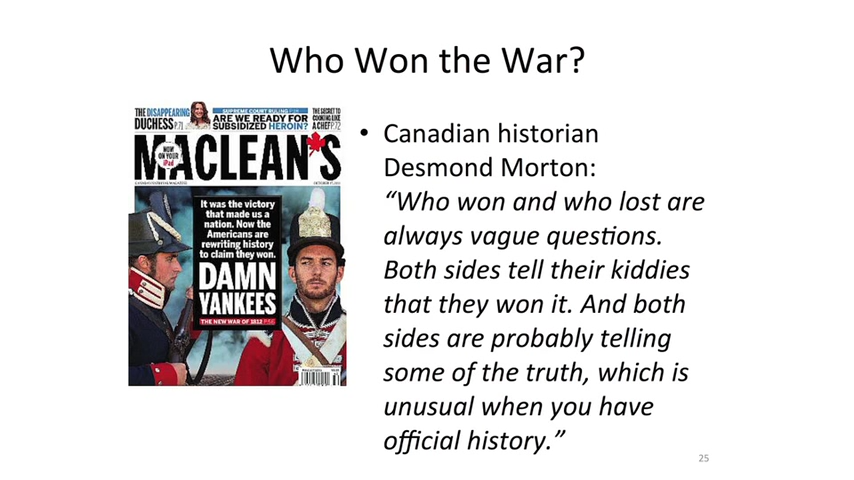 Who Won the War?
THE DISAPPEARING
DUCHESS P.71
SUPREME COURT RULING
ARE WE READY FOR
SUBSIDIZED HEROIN?
THE SECRET TO
COOKING LIKE
A CHEF P.72
MACLEAN'S
NOW
ON YOUR
iPad
It was the victory
that made us a
nation. Now the
Americans are
rewriting history
to claim they won.
DAMN
YANKEES
THE NEW WAR OF 1812
• Canadian historian
Desmond Morton:
“Who won and who lost are
always vague questions.
Both sides tell their kiddies
that they won it. And both
sides are probably telling
some of the truth, which is
unusual when you have
official history.”
25